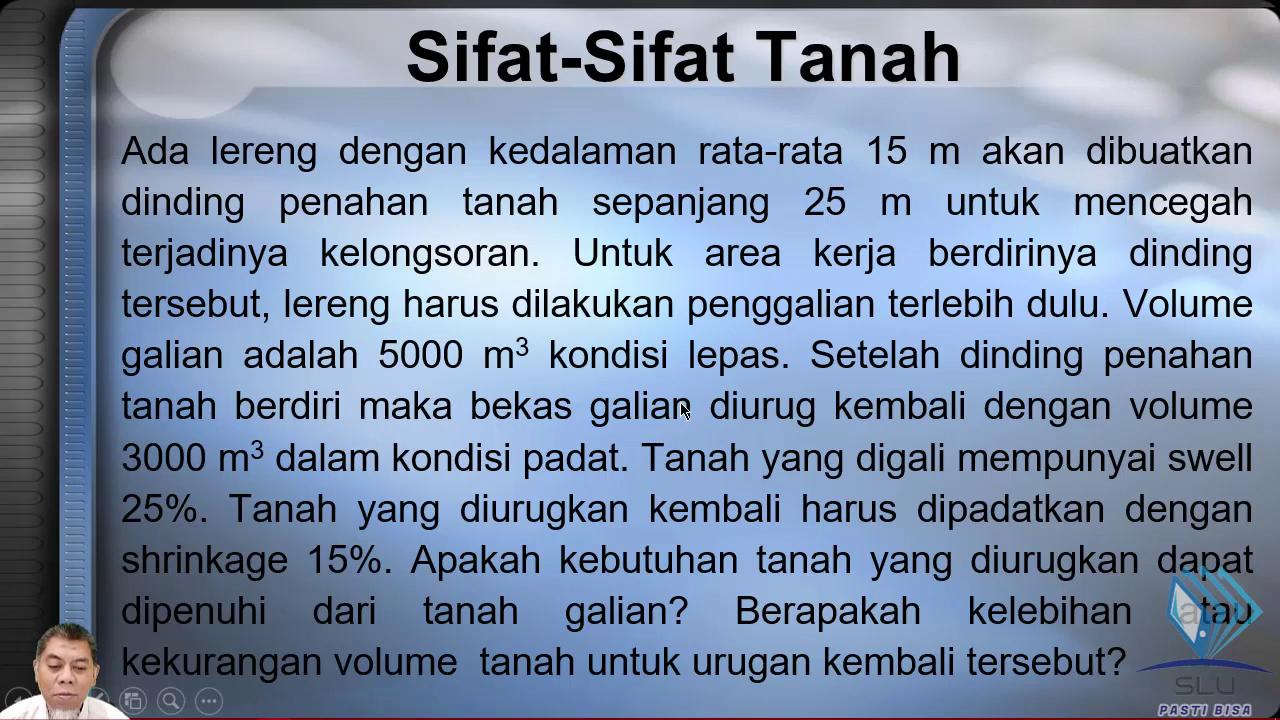 Sifat-Sifat Tanah
Ada lereng dengan kedalaman rata-rata 15 m akan dibuatkan
dinding penahan tanah sepanjang 25 m untuk mencegah
terjadinya kelongsoran. Untuk area kerja berdirinya dinding
tersebut, lereng harus dilakukan penggalian terlebih dulu. Volume
galian adalah 5000 m³ kondisi lepas. Setelah dinding penahan
tanah berdiri maka bekas galian diurug kembali dengan volume
3000 m³ dalam kondisi padat. Tanah yang digali mempunyai swell
25%. Tanah yang diurugkan kembali harus dipadatkan dengan
shrinkage 15%. Apakah kebutuhan tanah yang diurugkan dapat
dipenuhi dari tanah galian? Berapakah kelebihan atau
kekurangan volume tanah untuk urugan kembali tersebut?
SLU
PASTI BISA